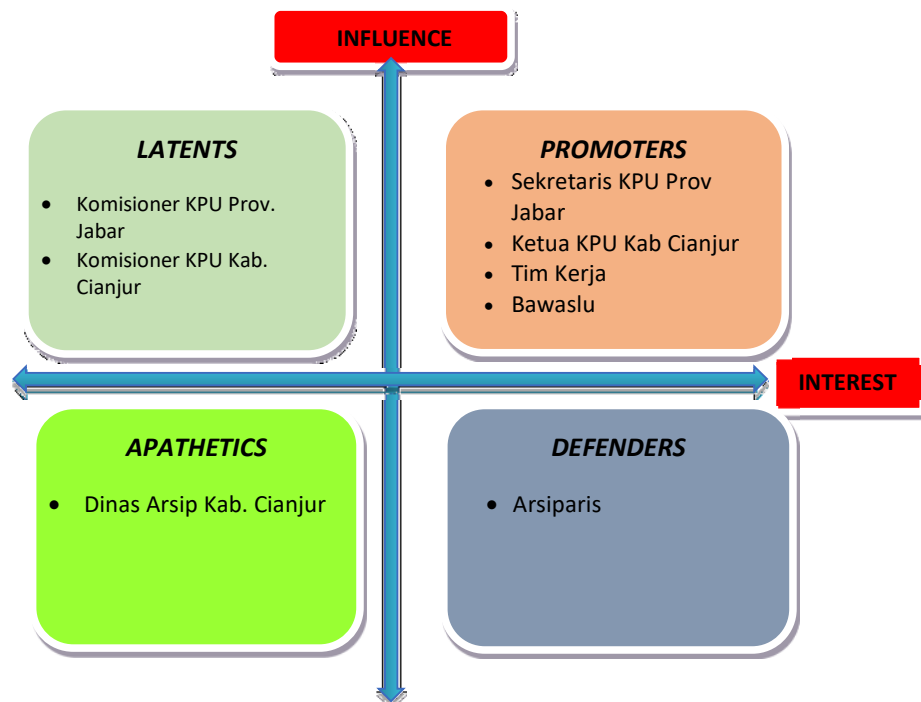 INFLUENCE
LATENTS
• Komisioner KPU Prov.
Jabar
• Komisioner KPU Kab.
Cianjur
PROMOTERS
• Sekretaris KPU Prov
Jabar
• Ketua KPU Kab Cianjur
• Tim Kerja
• Bawaslu
INTEREST
APATHETICS
• Dinas Arsip Kab. Cianjur
DEFENDERS
• Arsiparis